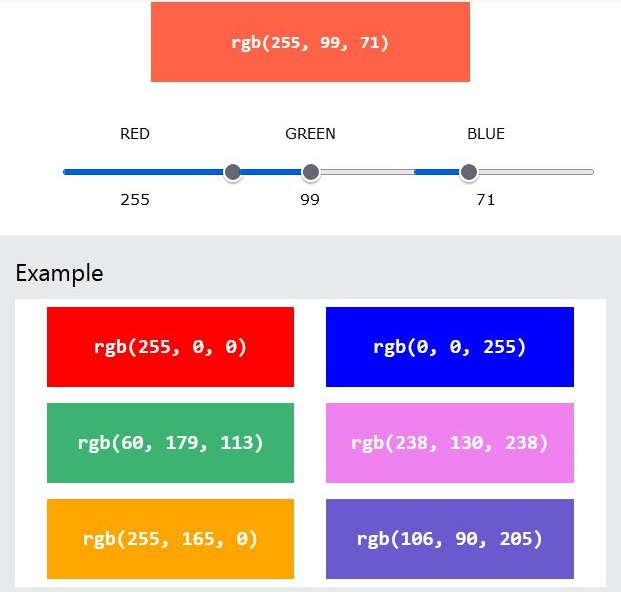 rgb(255, 99, 71)
RED GREEN BLUE
255 99 71
Example
rgb(255, 0, 0) rgb(0, 0, 255)
rgb(60, 179, 113) rgb(238, 130, 238)
rgb(255, 165, 0) rgb(106, 90, 205)